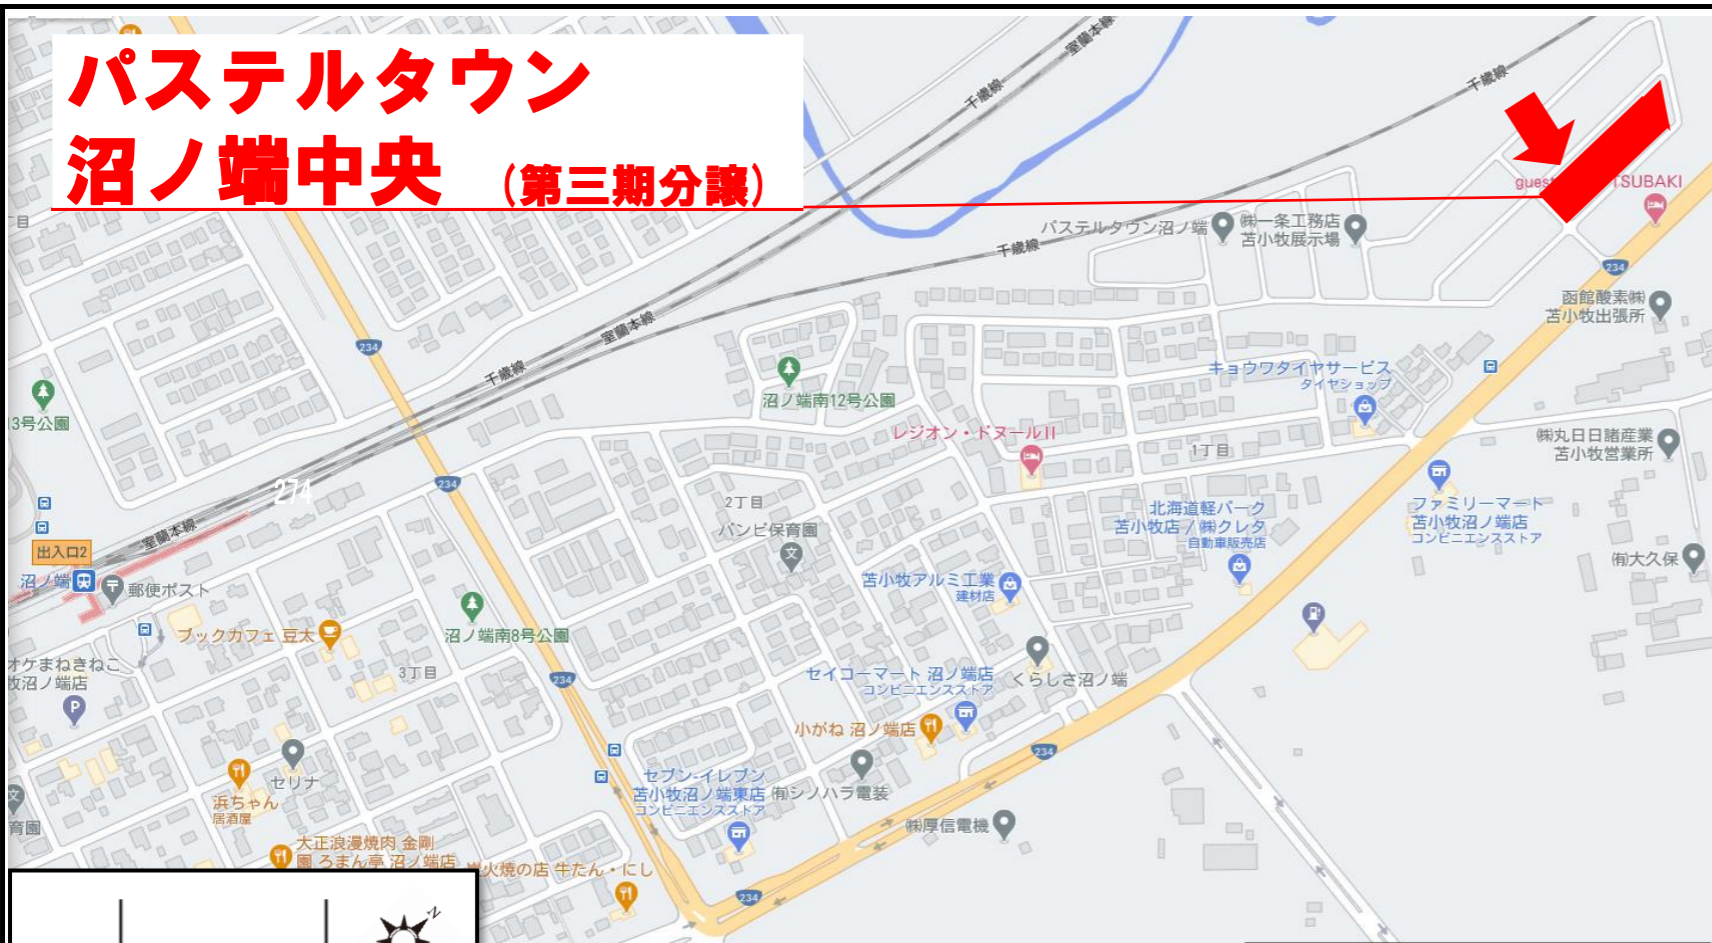 パステルタウン
沼ノ端中央 (第三期分譲)
千歳線
室蘭本線
千歳線
千歳線
TSUBAKI
パステルタウン沼ノ端
㈱一条工務店
苫小牧展示場
千歳線
234
函館酸素㈱
苫小牧出張所
室蘭本線
234
千歳線
キョウワタイヤサービス
タイヤショップ
沼ノ端南12号公園
13号公園
レジオン・ドヌールII
1丁目
㈱丸日日諸産業
苫小牧営業所
274
234
2丁目
バンビ保育園
北海道軽パーク
苫小牧店/㈱クレタ
自動車販売店
ファミリーマート
苫小牧沼ノ端店
コンビニエンスストア
室蘭本線
出入口2
沼ノ端
郵便ポスト
苫小牧アルミ工業
建材店
㈲大久保
ブックカフェ 豆太
沼ノ端南8号公園
オケまねきねこ
牧沼ノ端店
3丁目
234
セイコーマート 沼ノ端店
コンビニエンスストア
くらしさ沼ノ端
P
小がね 沼ノ端店
234
セリナ
浜ちゃん
居酒屋
セブン-イレブン
苫小牧沼ノ端東店
コンビニエンスストア
㈲シノハラ電装
育園
㈱厚信電機
大正浪漫焼肉 金剛
園 ろまん亭 沼ノ端店
火焼の店 牛たん・にし
234
N